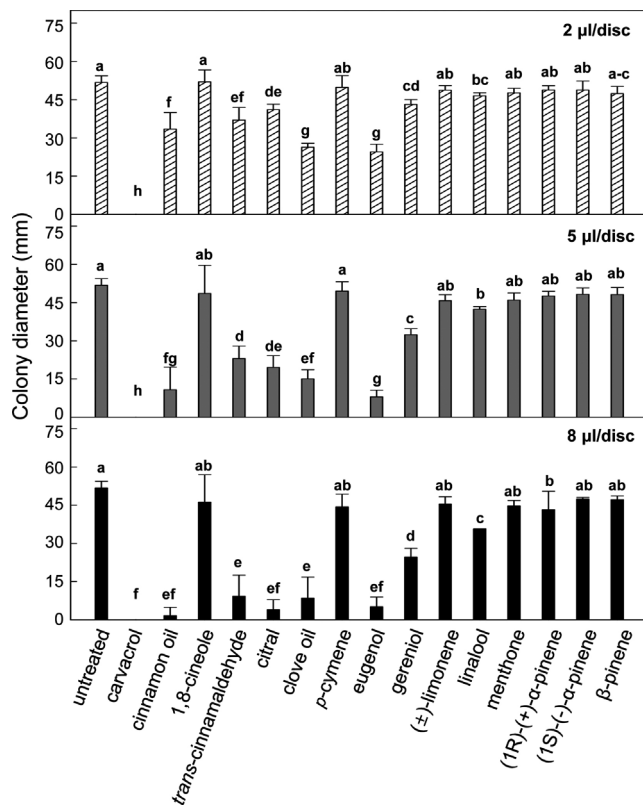 75
2 µl/disc
a
a
ab
ab
ab
ab
ab
a-c
60
f
ef
de
cd
bc
45
g
g
30
15
h
0
75
5 µl/disc
a
ab
a
ab
b
ab
ab
ab
ab
60
45
c
d
de
30
fg
ef
g
15
h
0
75
8 µl/disc
a
ab
ab
ab
ab
b
ab
ab
60
45
c
d
30
e
e
15
f
ef
ef
ef
0
Colony diameter (mm)
untreated
carvacrol
cinnamon oil
1,8-cineole
trans-cinnamaldehyde
citral
clove oil
p-cymene
eugenol
gereniol
(±)-limonene
linalool
menthone
(1R)-(+)-α-pinene
(1S)-(-)-α-pinene
β-pinene